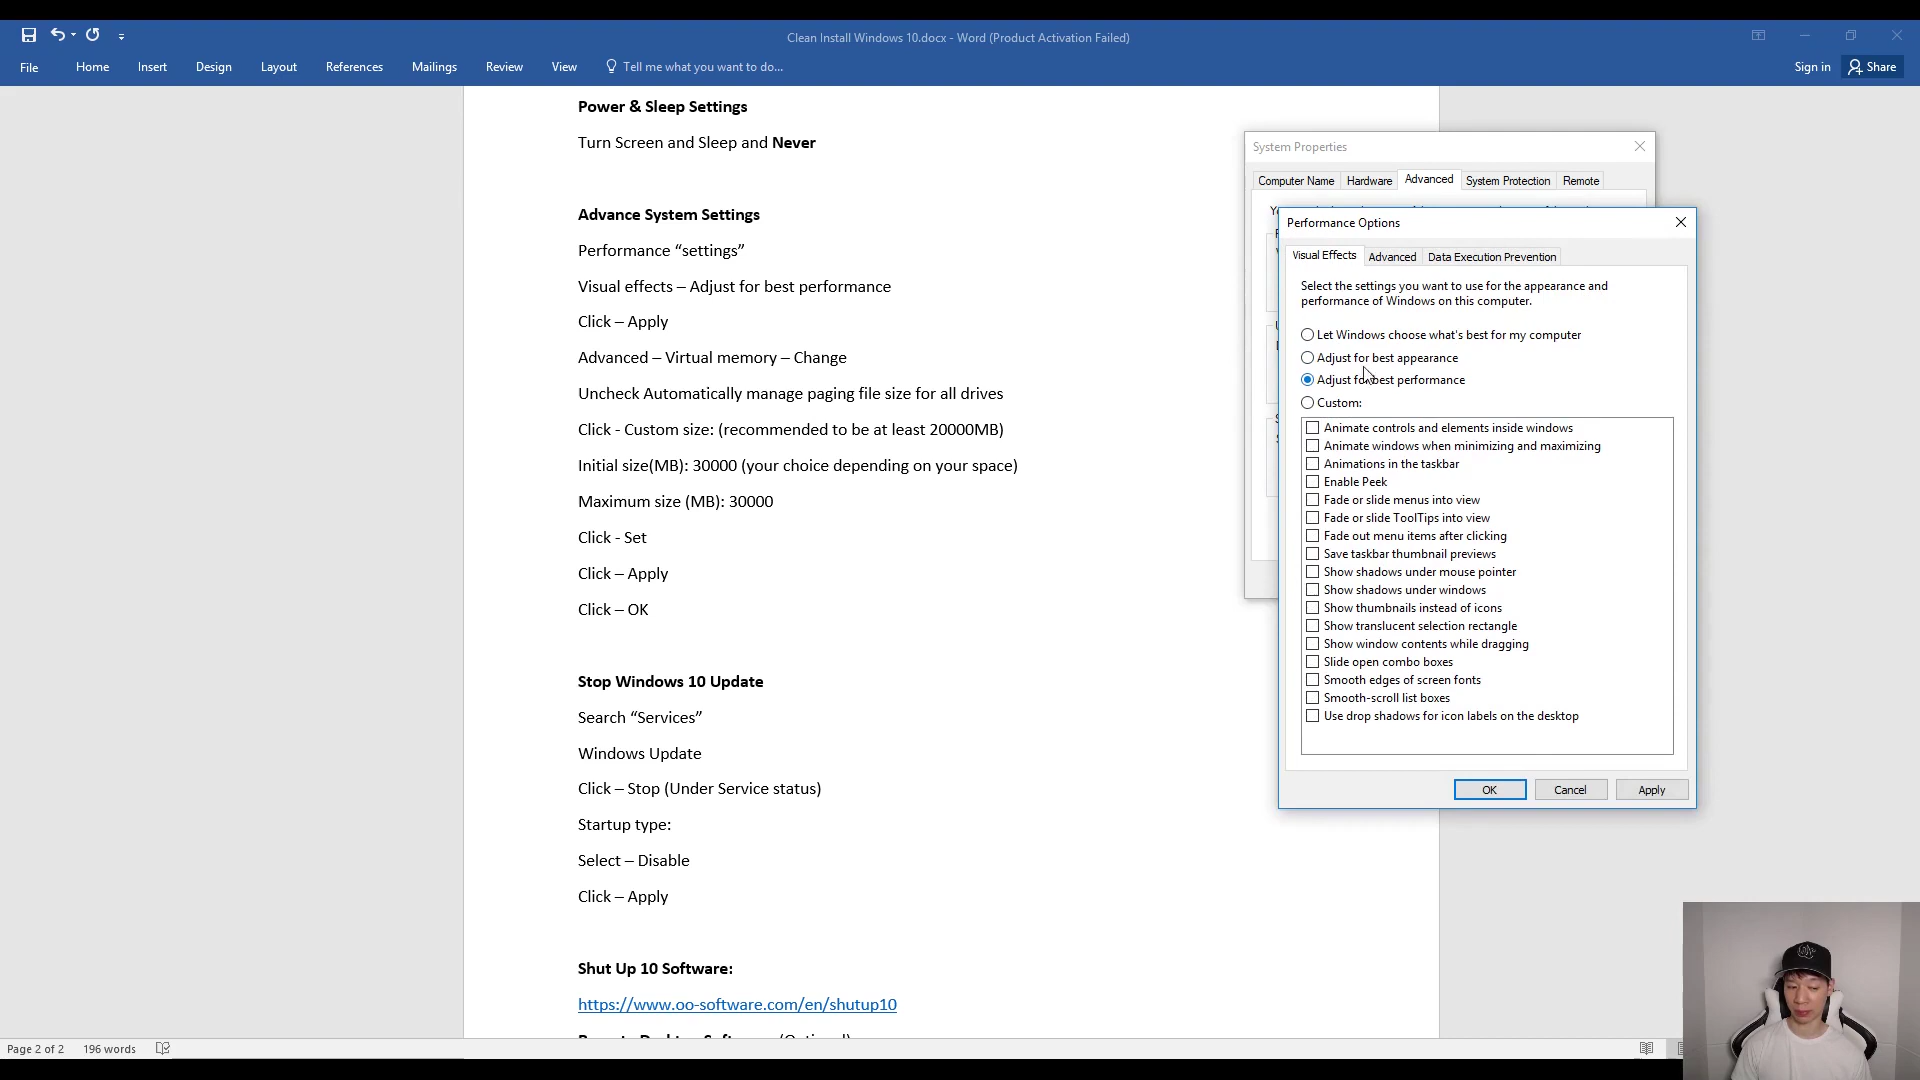 Clean Install Windows 10.docx - Word (Product Activation Failed)
File Home Insert Design Layout References Mailings Review View Tell me what you want to do... Sign in Share
Power & Sleep Settings
Turn Screen and Sleep and Never
Advance System Settings
Performance “settings”
Visual effects – Adjust for best performance
Click – Apply
Advanced – Virtual memory – Change
Uncheck Automatically manage paging file size for all drives
Click - Custom size: (recommended to be at least 20000MB)
Initial size(MB): 30000 (your choice depending on your space)
Maximum size (MB): 30000
Click - Set
Click – Apply
Click – OK
Stop Windows 10 Update
Search “Services”
Windows Update
Click – Stop (Under Service status)
Startup type:
Select – Disable
Click – Apply
Shut Up 10 Software:
https://www.oo-software.com/en/shutup10
System Properties
Computer Name Hardware Advanced System Protection Remote
Performance Options
Visual Effects Advanced Data Execution Prevention
Select the settings you want to use for the appearance and
performance of Windows on this computer.
Let Windows choose what's best for my computer
Adjust for best appearance
Adjust for best performance
Custom:
Animate controls and elements inside windows
Animate windows when minimizing and maximizing
Animations in the taskbar
Enable Peek
Fade or slide menus into view
Fade or slide ToolTips into view
Fade out menu items after clicking
Save taskbar thumbnail previews
Show shadows under mouse pointer
Show shadows under windows
Show thumbnails instead of icons
Show translucent selection rectangle
Show window contents while dragging
Slide open combo boxes
Smooth edges of screen fonts
Smooth-scroll list boxes
Use drop shadows for icon labels on the desktop
OK Cancel Apply
Page 2 of 2 196 words